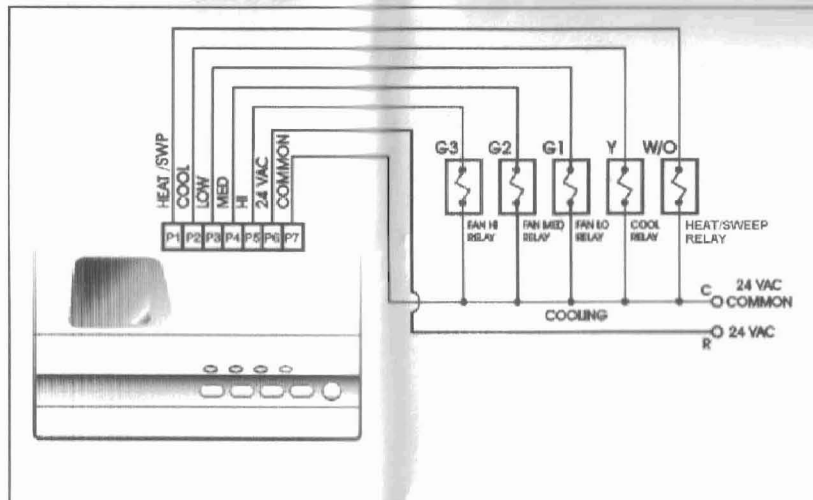 HEAT /SWP
COOL
LOW
MED
HI
24 VAC
COMMON
P1 P2 P3 P4 P5 P6 P7
G3 G2 G1 Y W/O
FAN HI
RELAY
FAN MED
RELAY
FAN LO
RELAY
COOL
RELAY
HEAT/SWEEP
RELAY
C 24 VAC
COMMON
COOLING
R 24 VAC